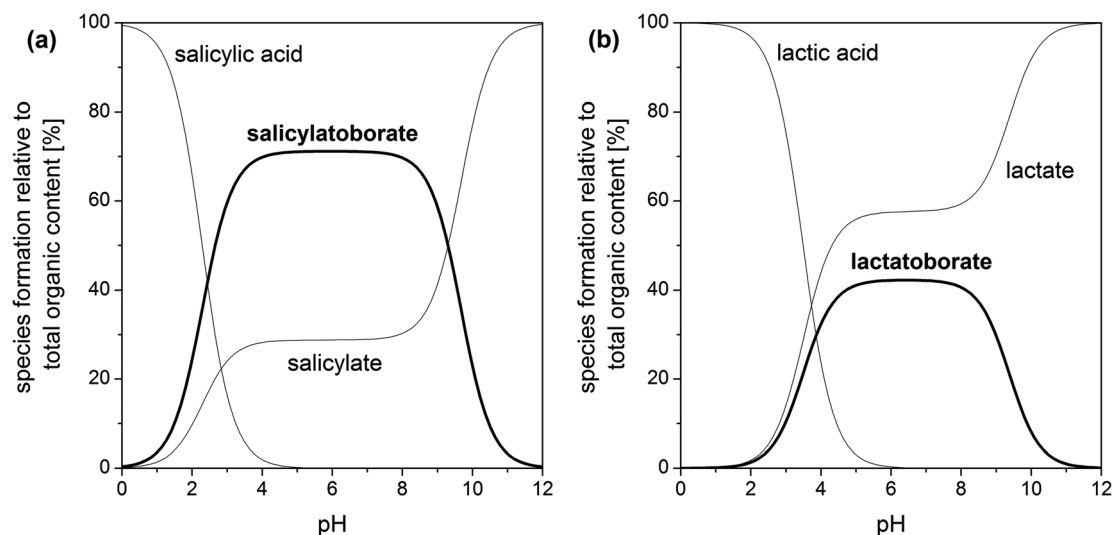 (a)
salicylic acid
salicylatoborate
salicylate
species formation relative to
total organic content [%]
100
80
60
40
20
0
0 2 4 6 8 10 12
pH
(b)
lactic acid
lactate
lactatoborate
species formation relative to
total organic content [%]
100
80
60
40
20
0
0 2 4 6 8 10 12
pH